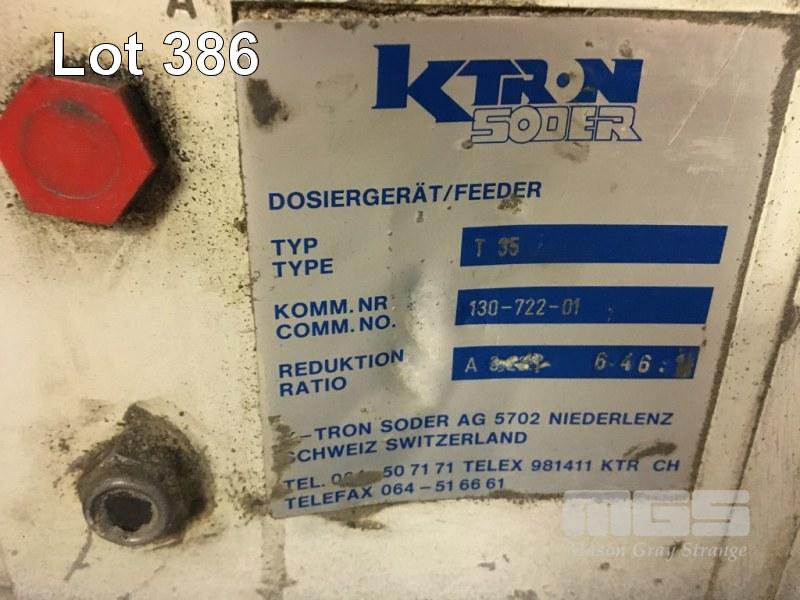 A
Lot 386
KTRON
SODER
DOSIERGERÄT/FEEDER
TYP
TYPE
T 35
KOMM.NR
COMM.NO.
130-722-01
REDUKTION
RATIO
A
-TRON SODER AG 5702 NIEDERLENZ
SCHWEIZ SWITZERLAND
TEL. 50 71 71 TELEX 981411 KTR CH
TELEFAX 064-51 66 61
MGS
Mason Gray Strange